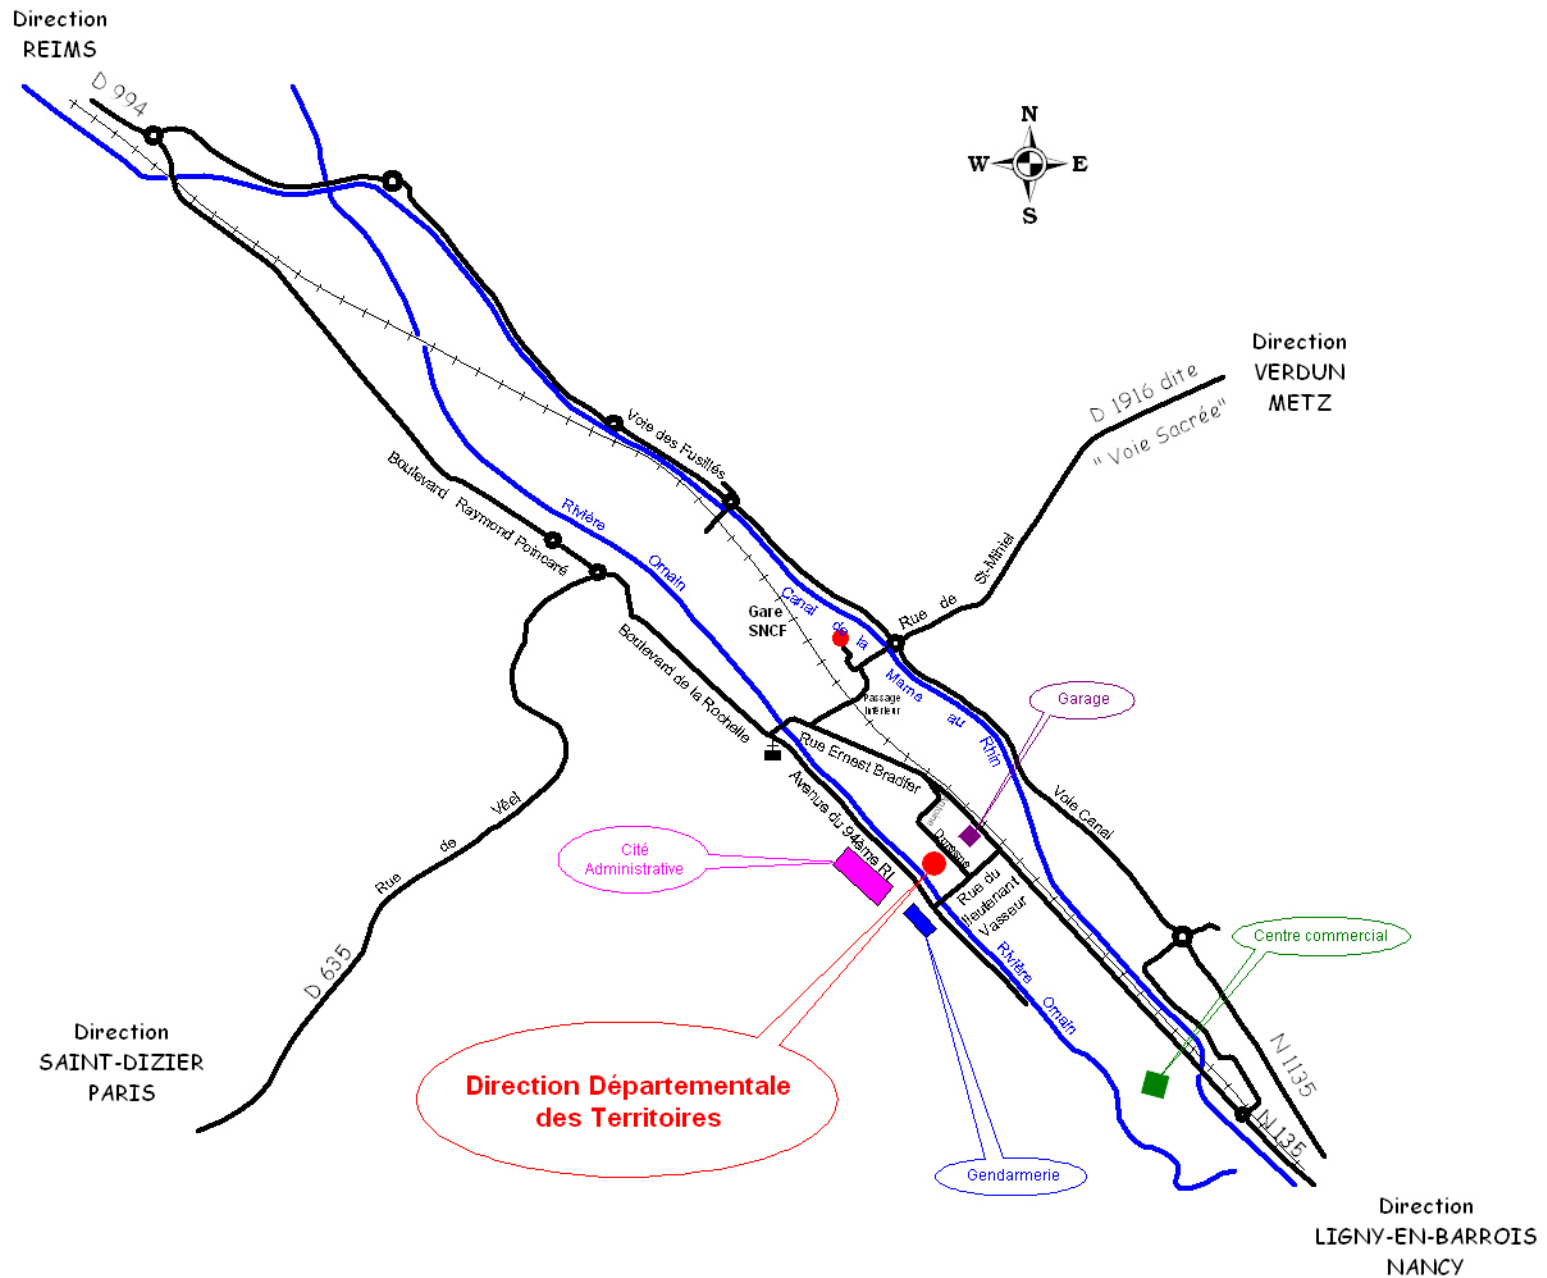 Direction
REIMS
D 994
N
W
E
S
Direction
VERDUN
METZ
D 1916 dite
" Voie Sacrée"
Voie des Fusillés
Boulevard Raymond Poincaré
Rivière Ornain
Canal de la Marne au Rhin
Gare
SNCF
Rue de St-Mihiel
Boulevard de la Rochelle
Passage
Inférieur
Garage
Rue Ernest Bradfer
Voie Canal
Avenue du 94ème RI
Cité
Administrative
Rue du
lieutenant
Vasseur
Rue de Véel
D 635
Rivière Ornain
Centre commercial
Direction
SAINT-DIZIER
PARIS
Direction Départementale
des Territoires
N 1135
N 135
Gendarmerie
Direction
LIGNY-EN-BARROIS
NANCY